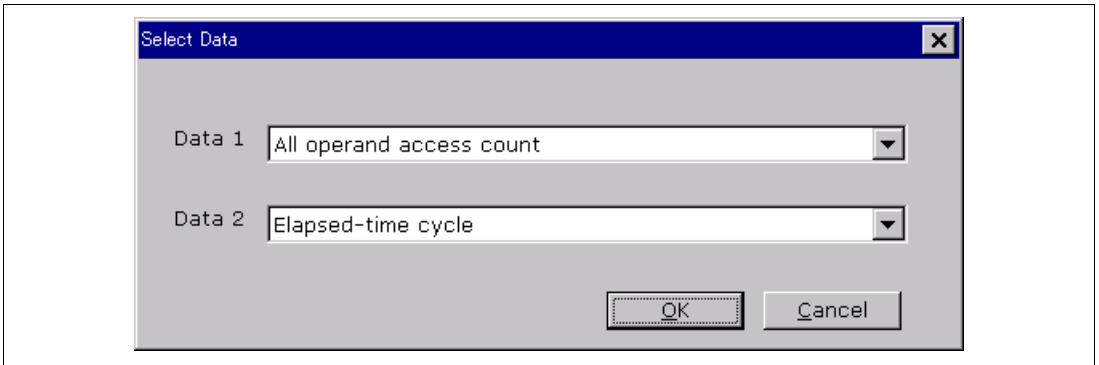 Select Data
Data 1 All operand access count
Data 2 Elapsed-time cycle
OK Cancel